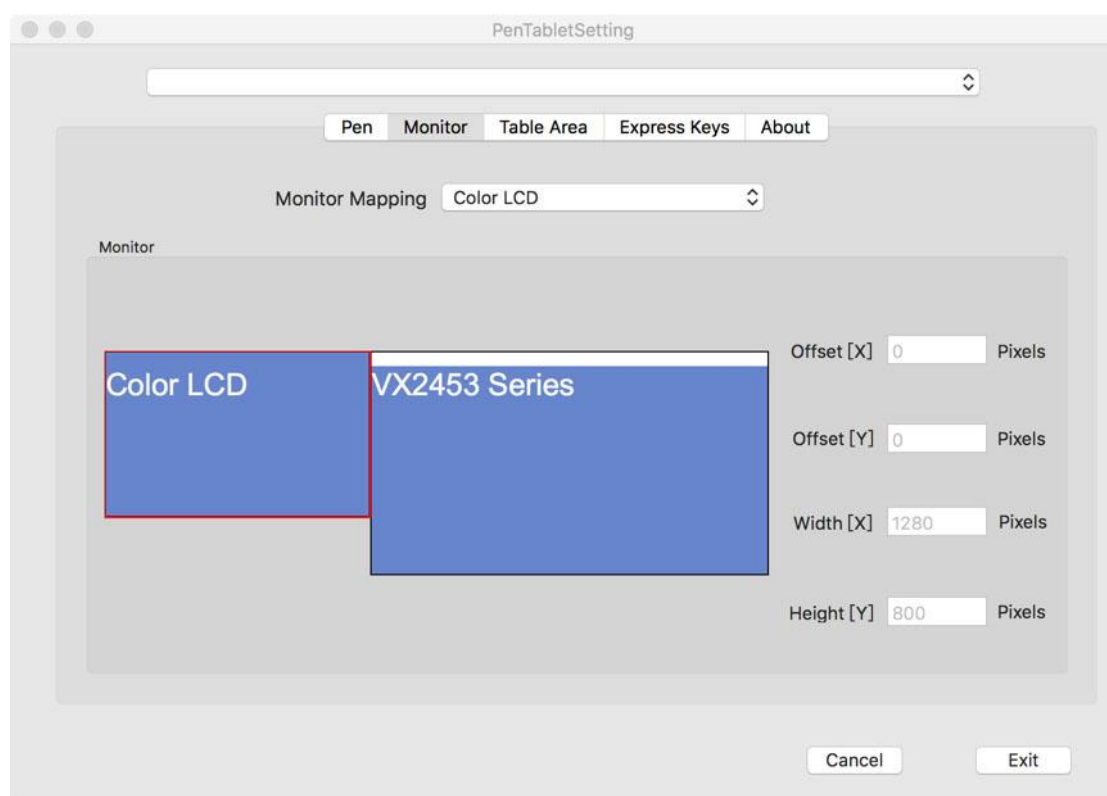 PenTabletSetting
Pen Monitor Table Area Express Keys About
Monitor Mapping Color LCD
Monitor
Color LCD VX2453 Series
Offset [X] 0 Pixels
Offset [Y] 0 Pixels
Width [X] 1280 Pixels
Height [Y] 800 Pixels
Cancel Exit